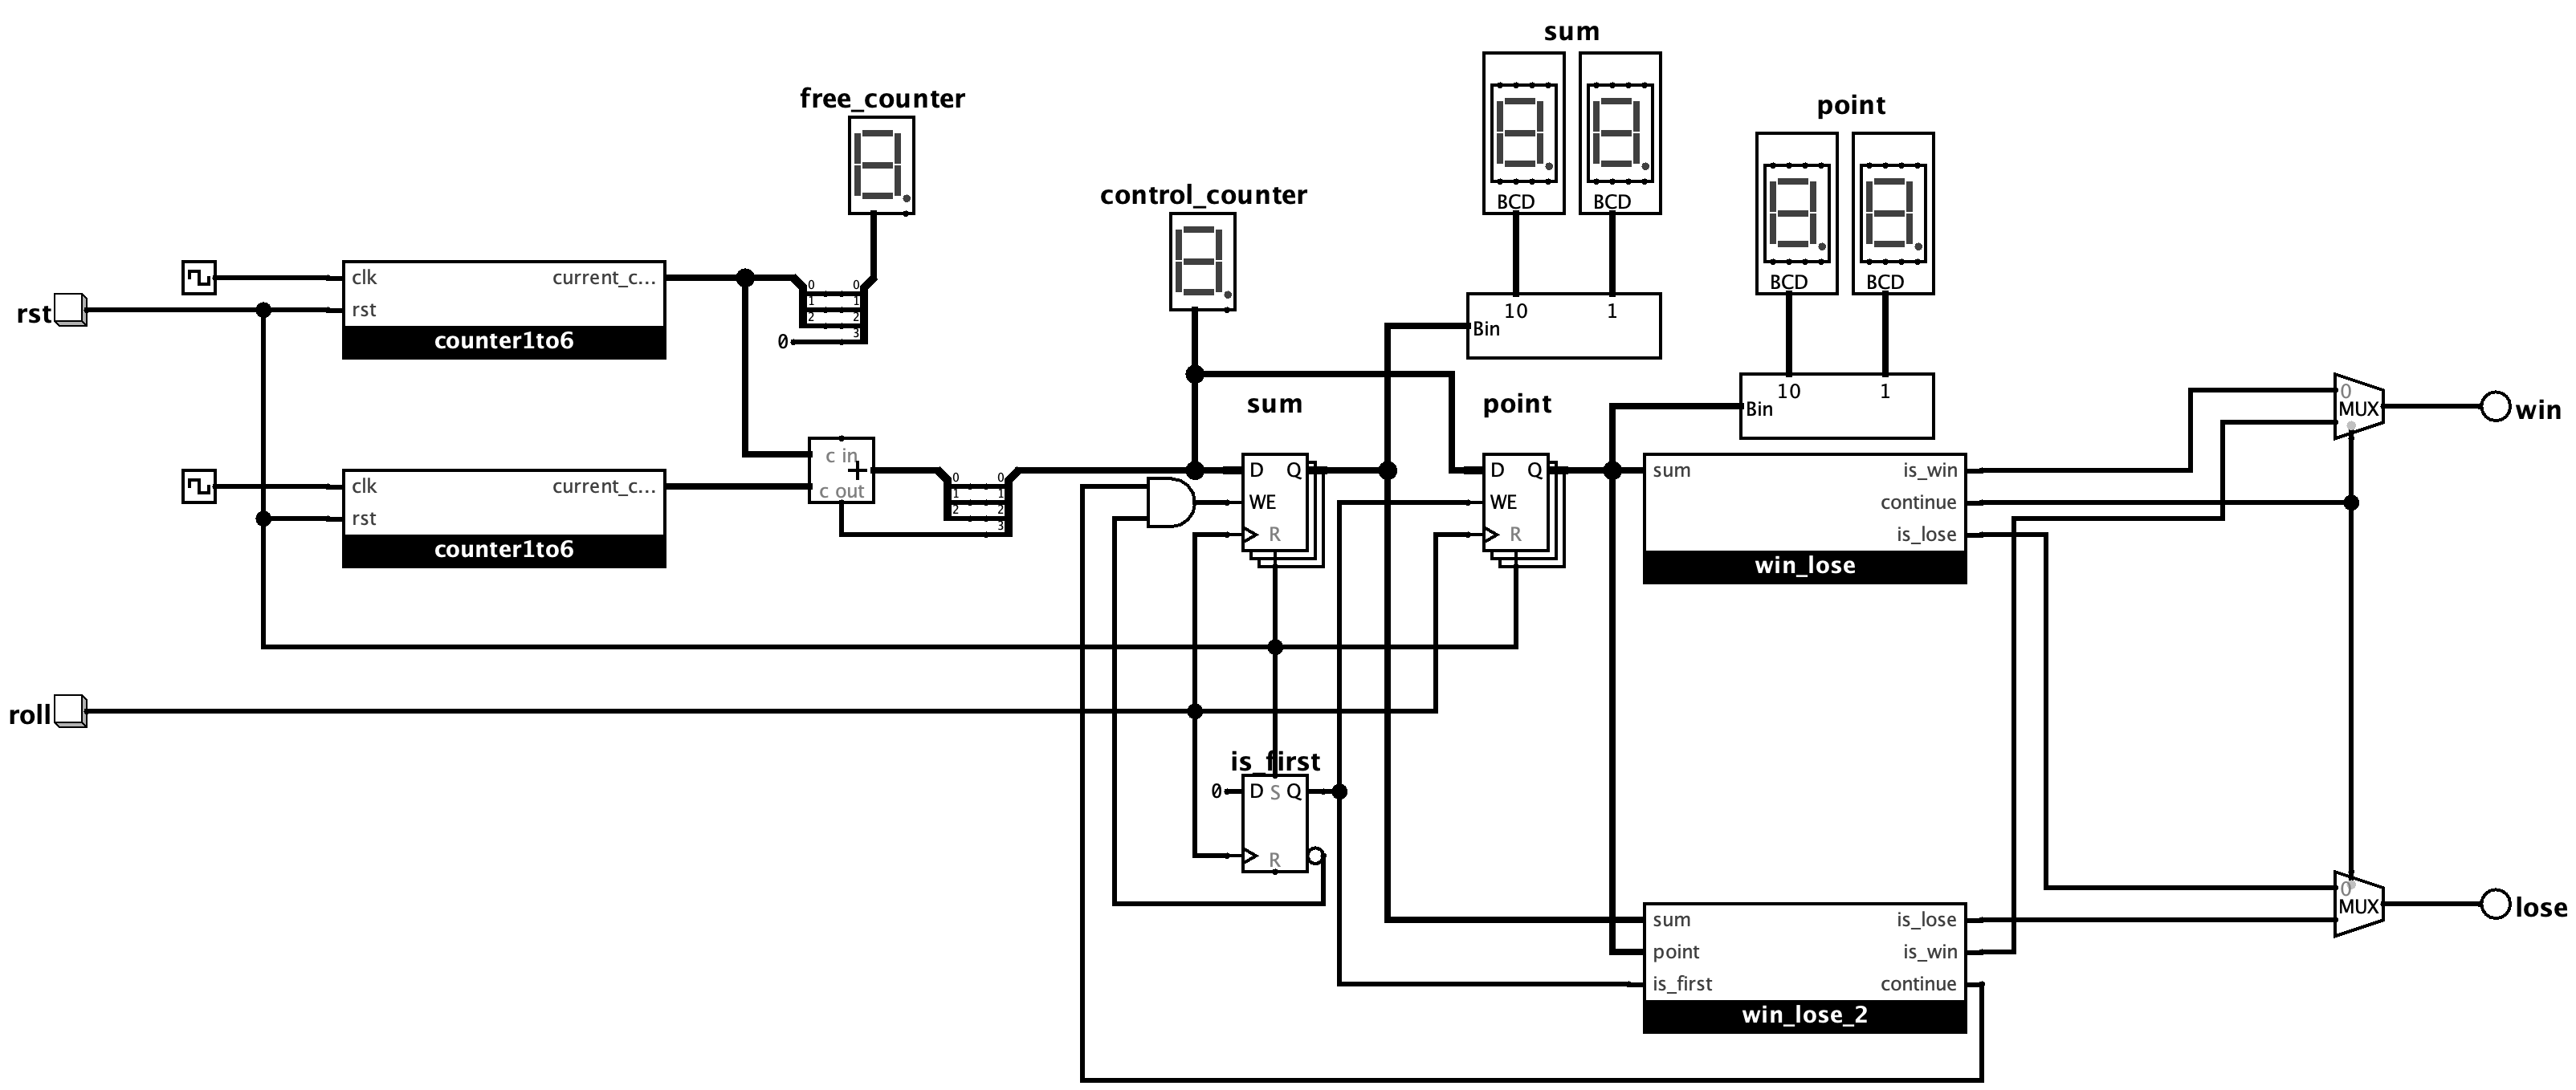 sum
free_counter
point
control_counter
BCD BCD
clk current_c...
rst
rst
counter1to6
0 0
1 1
2 2
3
0
BCD BCD
10 1
Bin
10 1
Bin
sum
point
0
MUX
win
c in
+
c out
clk current_c...
rst
counter1to6
0 0
1 1
2 2
3
D Q
WE
R
D Q
WE
R
sum is_win
continue
is_lose
win_lose
roll
is_first
0
D S Q
R
sum is_lose
point is_win
is_first continue
win_lose_2
0
MUX
lose